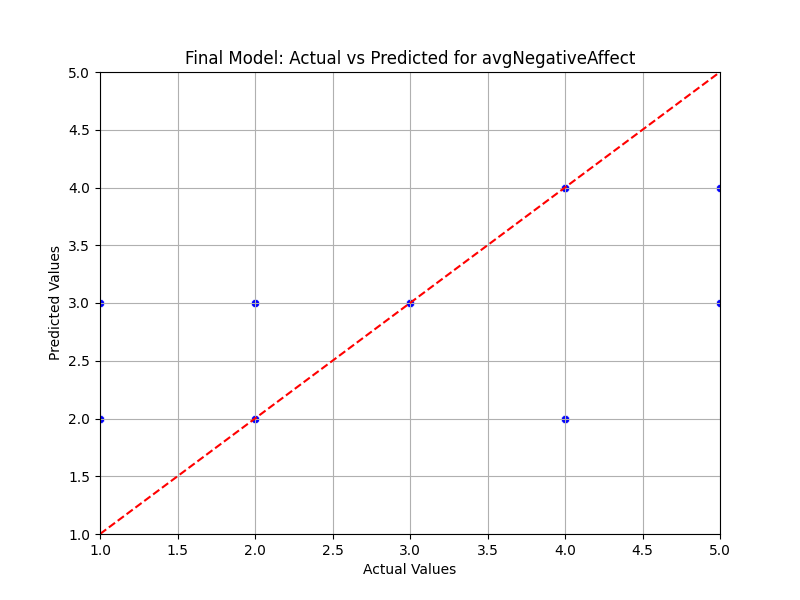 Final Model: Actual vs Predicted for avgNegativeAffect
5.0
4.5
4.0
3.5
3.0
2.5
2.0
1.5
1.0
Predicted Values
1.0 1.5 2.0 2.5 3.0 3.5 4.0 4.5 5.0
Actual Values